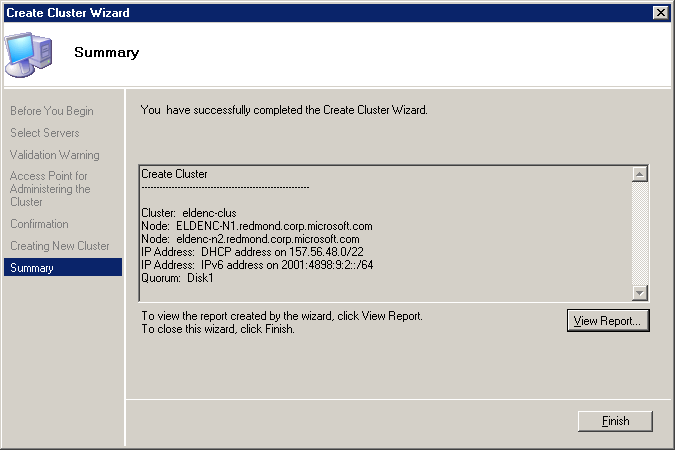 Create Cluster Wizard
Summary
Before You Begin
Select Servers
Validation Warning
Access Point for
Administering the
Cluster
Confirmation
Creating New Cluster
Summary
You  have successfully completed the Create Cluster Wizard.
Create Cluster
--------------------------------------------------------
Cluster:  eldenc-clus
Node:  ELDENC-N1.redmond.corp.microsoft.com
Node:  eldenc-n2.redmond.corp.microsoft.com
IP Address:  DHCP address on 157.56.48.0/22
IP Address:  IPv6 address on 2001:4898:9:2::/64
Quorum:  Disk1
To view the report created by the wizard, click View Report.
To close this wizard, click Finish.
View Report...
Finish